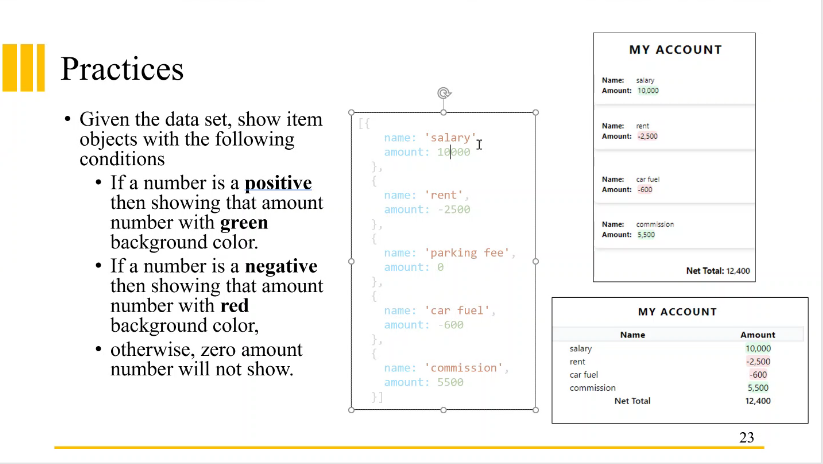 Practices
• Given the data set, show item
objects with the following
conditions
• If a number is a positive
then showing that amount
number with green
background color.
• If a number is a negative
then showing that amount
number with red
background color,
• otherwise, zero amount
number will not show.
[{
name: 'salary',
amount: 10000
},
{
name: 'rent',
amount: -2500
},
{
name: 'parking fee',
amount: 0
},
{
name: 'car fuel',
amount: -600
},
{
name: 'commission',
amount: 5500
}]
MY ACCOUNT
Name: salary
Amount: 10,000
Name: rent
Amount: -2,500
Name: car fuel
Amount: -600
Name: commission
Amount: 5,500
Net Total: 12,400
MY ACCOUNT
Name Amount
salary 10,000
rent -2,500
car fuel -600
commission 5,500
Net Total 12,400
23